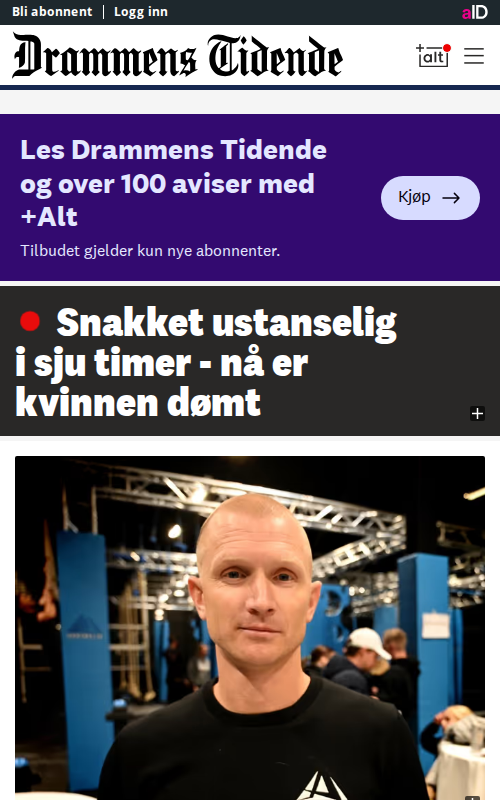 Bli abonnent
Logg inn
aID
Drammens Tidende
+alt
Les Drammens Tidende
og over 100 aviser med
+Alt
Kjøp
Tilbudet gjelder kun nye abonnenter.
Snakket ustanselig
i sju timer - nå er
kvinnen dømt